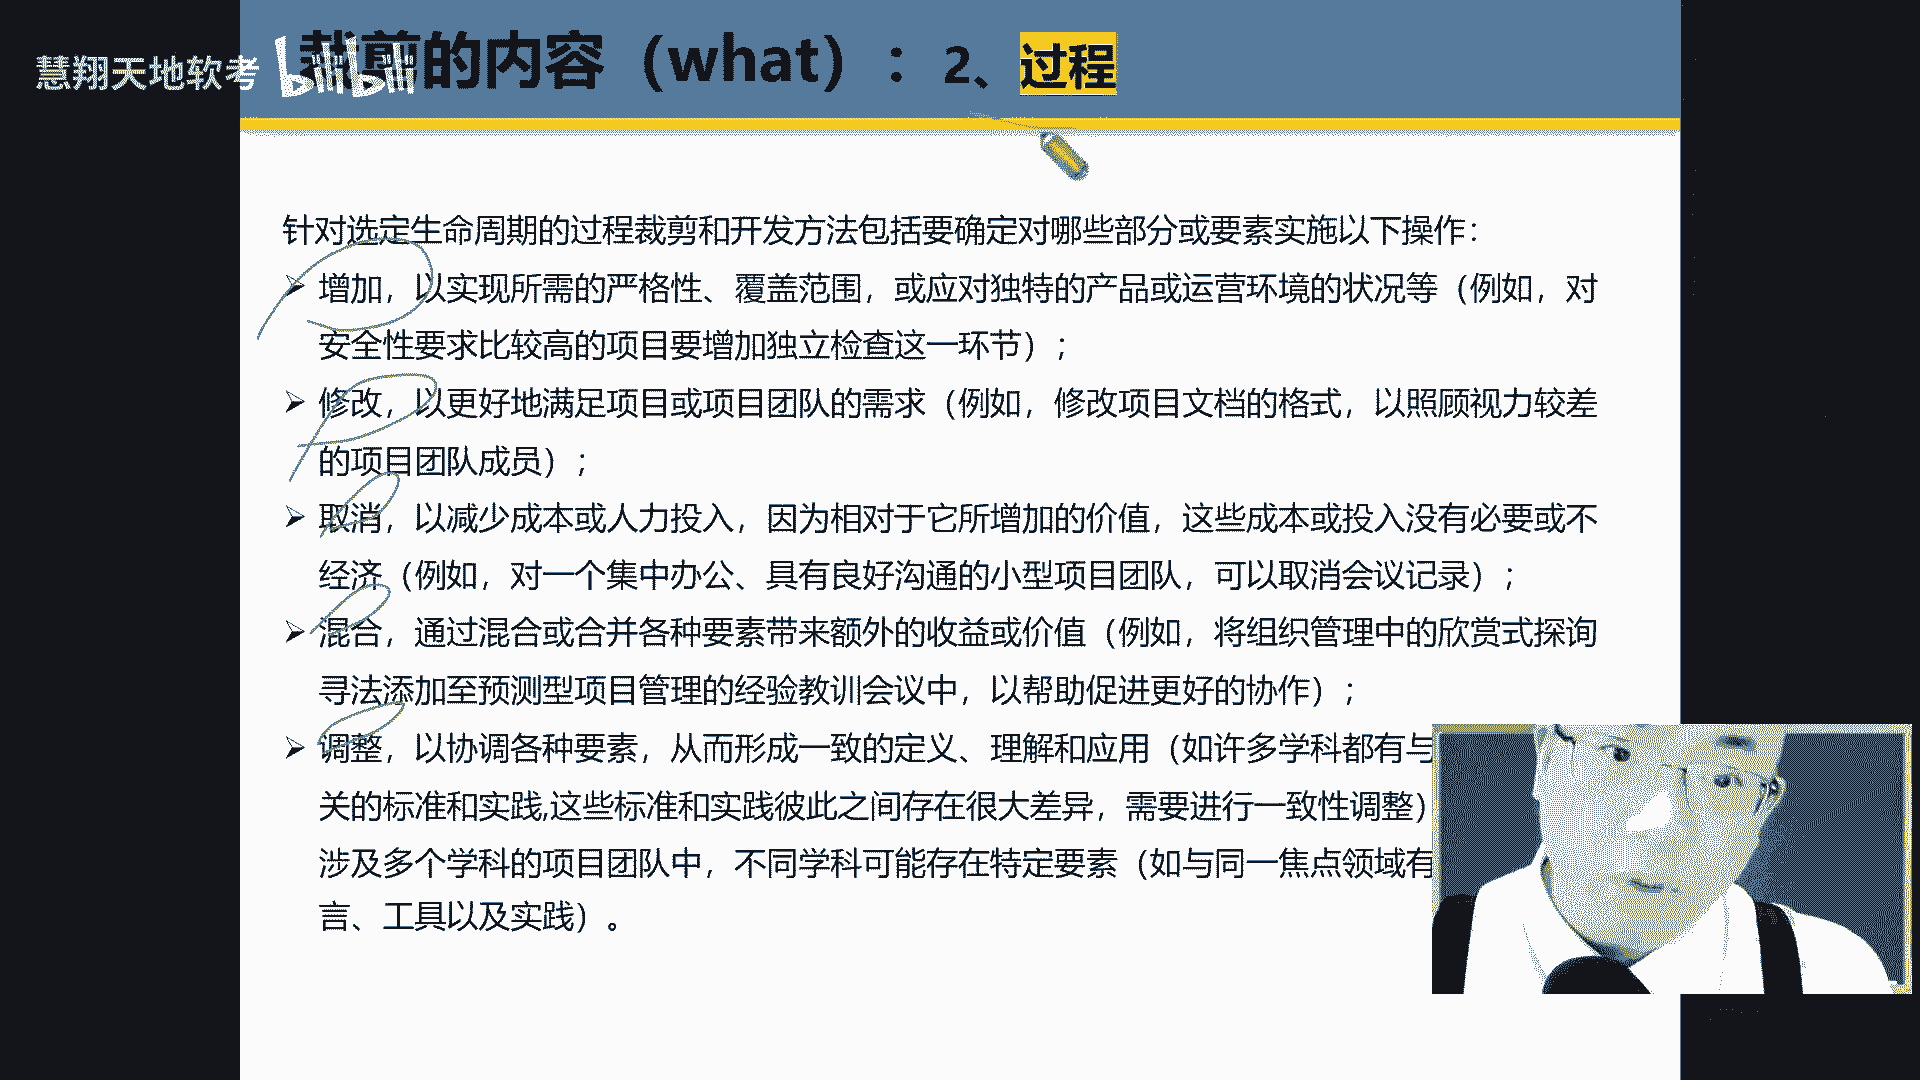 慧翔天地软考
bilibili
裁剪的内容（what）：2、过程
针对选定生命周期的过程裁剪和开发方法包括要确定对哪些部分或要素实施以下操作：
➢ 增加，以实现所需的严格性、覆盖范围，或应对独特的产品或运营环境的状况等（例如，对
安全性要求比较高的项目要增加独立检查这一环节）；
➢ 修改，以更好地满足项目或项目团队的需求（例如，修改项目文档的格式，以照顾视力较差
的项目团队成员）；
➢ 取消，以减少成本或人力投入，因为相对于它所增加的价值，这些成本或投入没有必要或不
经济（例如，对一个集中办公、具有良好沟通的小型项目团队，可以取消会议记录）；
➢ 混合，通过混合或合并各种要素带来额外的收益或价值（例如，将组织管理中的欣赏式探询
寻法添加至预测型项目管理的经验教训会议中，以帮助促进更好的协作）；
➢ 调整，以协调各种要素，从而形成一致的定义、理解和应用（如许多学科都有与
关的标准和实践,这些标准和实践彼此之间存在很大差异，需要进行一致性调整）
涉及多个学科的项目团队中，不同学科可能存在特定要素（如与同一焦点领域有
言、工具以及实践）。